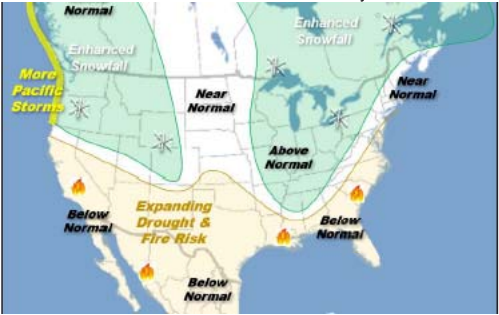 Normal
Enhanced
Snowfall
Enhanced
Snowfall
More
Pacific
Storms
Near
Normal
Near
Normal
Above
Normal
Expanding
Drought &
Fire Risk
Below
Normal
Below
Normal
Below
Normal